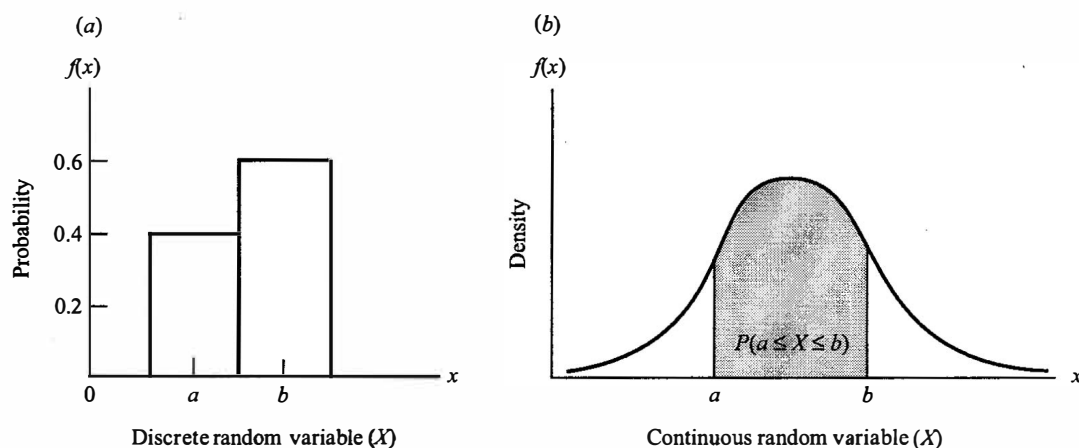 (a)
f(x)
Probability
0.6
0.4
0.2
0
a
b
x
Discrete random variable (X)
(b)
f(x)
Density
P(a ≤ X ≤ b)
a
b
x
Continuous random variable (X)